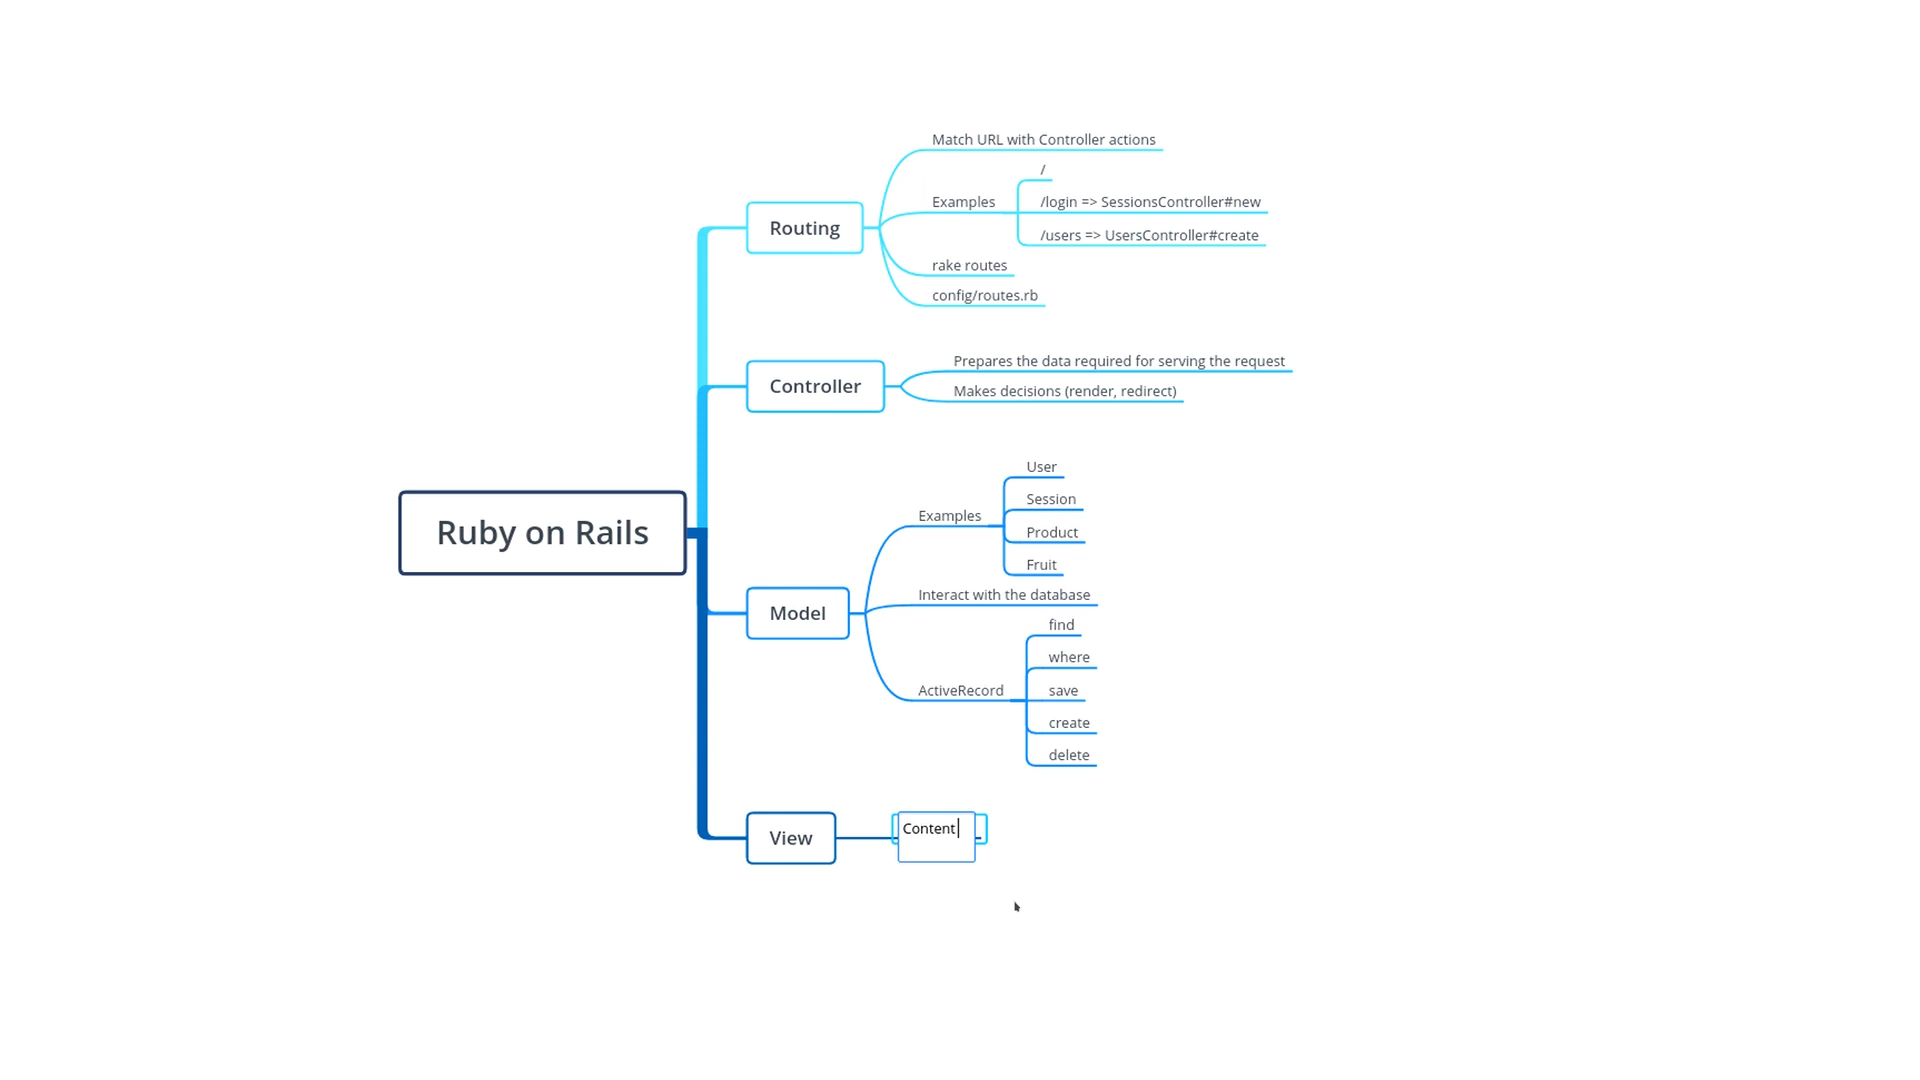 Ruby on Rails
Routing
Match URL with Controller actions
Examples
/
/login => SessionsController#new
/users => UsersController#create
rake routes
config/routes.rb
Controller
Prepares the data required for serving the request
Makes decisions (render, redirect)
Model
Examples
User
Session
Product
Fruit
Interact with the database
ActiveRecord
find
where
save
create
delete
View
Content